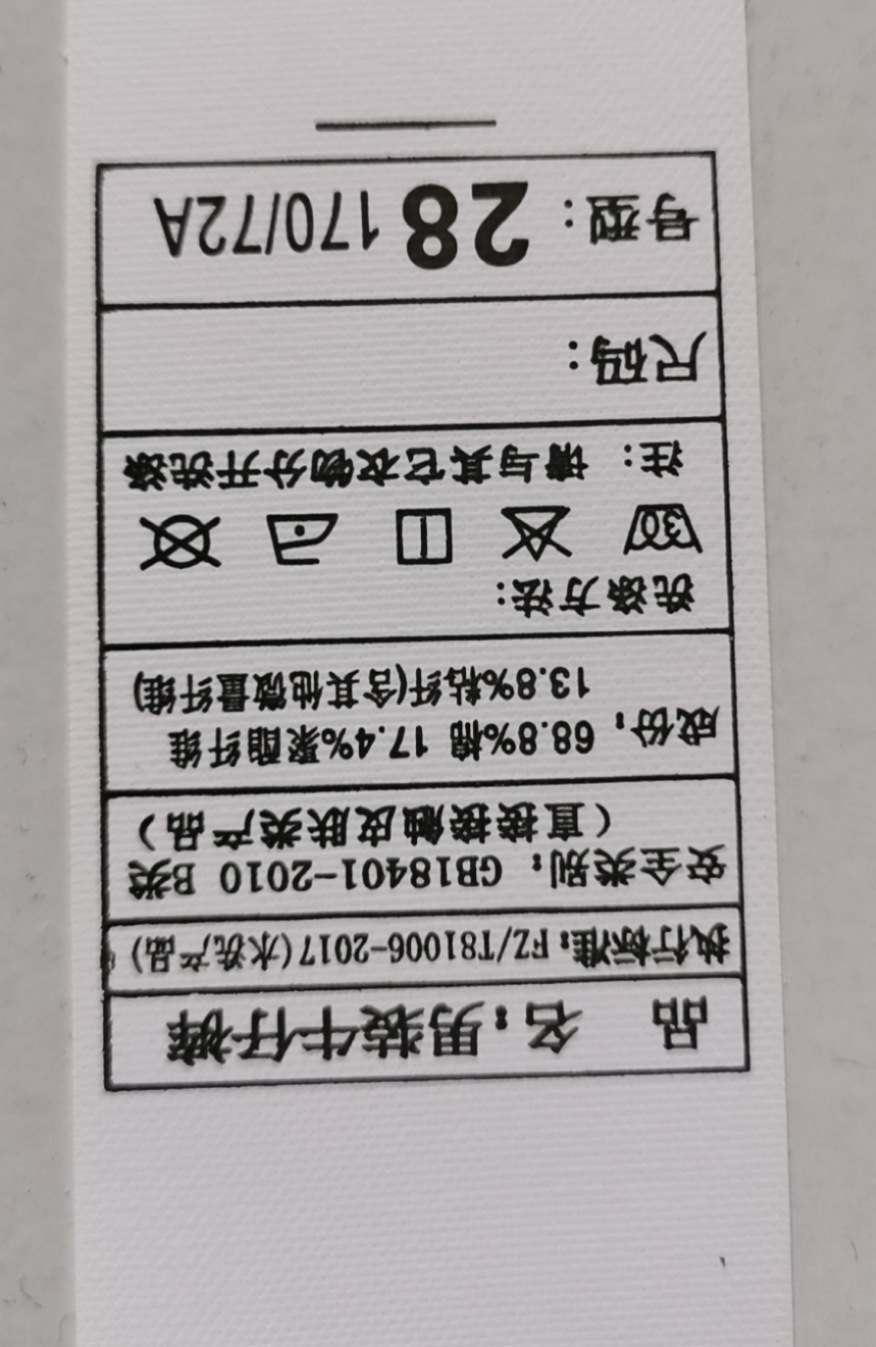 品 名：男装牛仔裤
执行标准：FZ/T81006-2017(水洗产品)
安全类别：GB18401-2010 B类
（直接接触皮肤类产品）
成份：68.8%棉 17.4%聚酯纤维
13.8%粘纤(含其他微量纤维)
洗涤方法：
30
注：请与其它衣物分开洗涤
尺码：
号型：28 170/72A